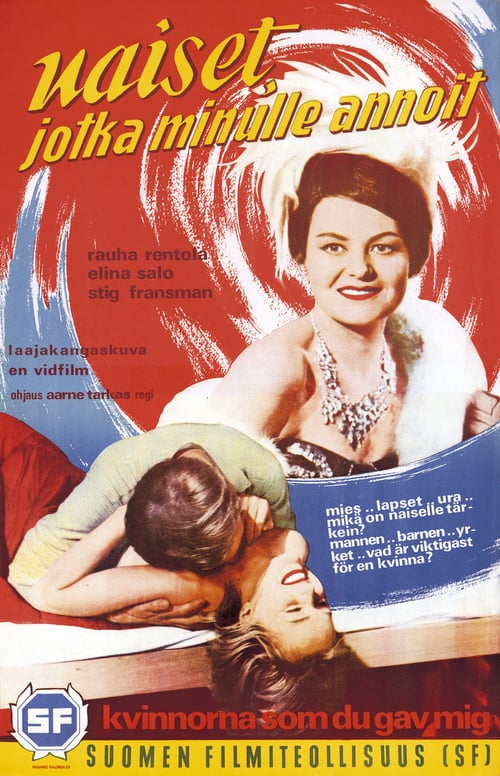 naiset,
jotka minulle annoit
rauha rentola
elina salo
stig fransman
laajakangaskuva
en vidfilm
ohjaus aarne tarkas regi
mies .. lapset .. ura ..
mikä on naiselle tär-
kein?
mannen .. barnen .. yr-
ket .. vad är viktigast
för en kvinna?
SF
kvinnorna som du gav mig
SUOMEN FILMITEOLLISUUS (SF)